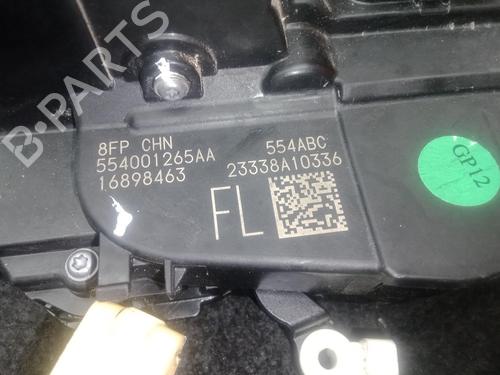 8FP CHN
554001265AA
16898463
554ABC
23338A10336
FL
GP12
B-PARTS